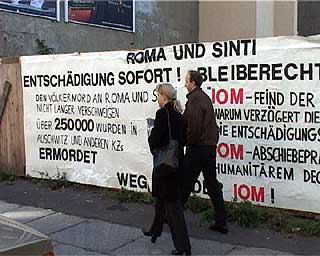 ROMA UND SINTI
ENTSCHÄDIGUNG SOFORT! BLEIBERECHT
DEN VÖLKERMORD AN ROMA UND IOM-FEIND DER
NICHT LÄNGER VERSCHWEIGEN WARUM VERZÖGERT DIE
ÜBER 250000 WURDEN IN ENTSCHÄDIGUNGS
AUSCHWITZ UND ANDEREN KZs IOM-ABSCHIEBEPR
ERMORDET HUMANITÄREM DEC
WEG IOM!